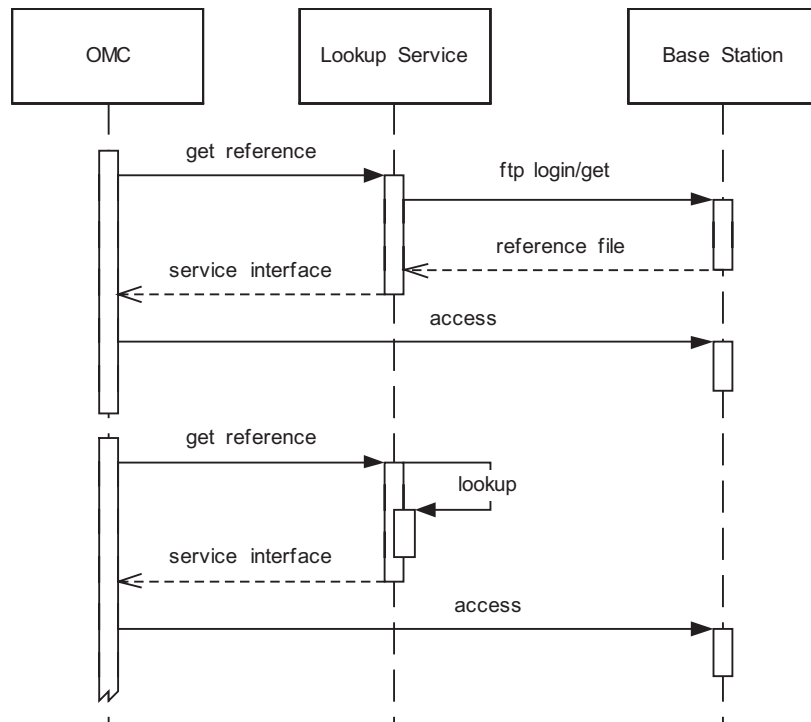 OMC
Lookup Service
Base Station
get reference
ftp login/get
reference file
service interface
access
get reference
lookup
service interface
access